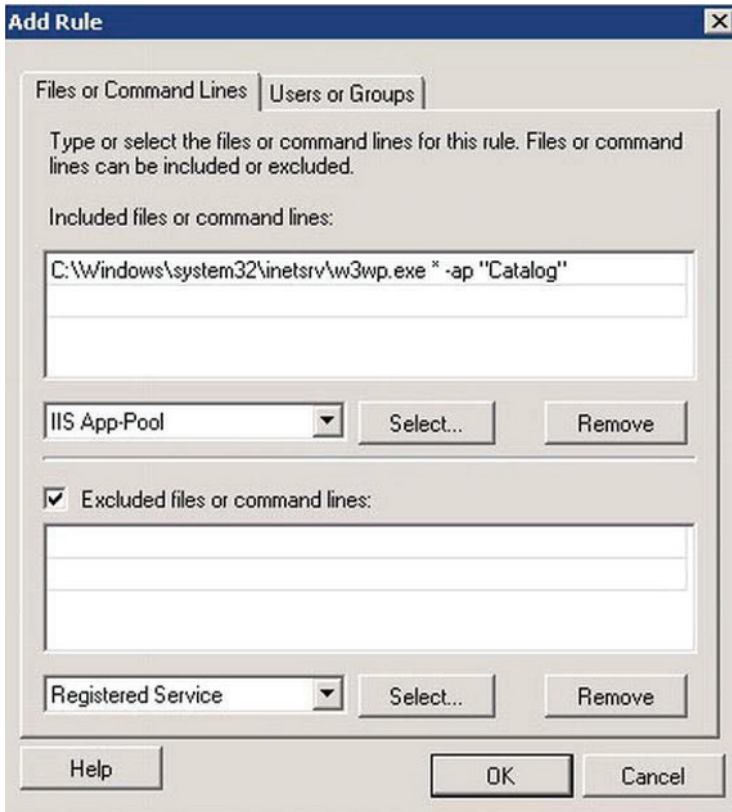 Add Rule
Files or Command Lines
Users or Groups
Type or select the files or command lines for this rule. Files or command
lines can be included or excluded.
Included files or command lines:
C:\Windows\system32\inetsrv\w3wp.exe * -ap "Catalog"
IIS App-Pool
Select...
Remove
Excluded files or command lines:
Registered Service
Select...
Remove
Help
OK
Cancel